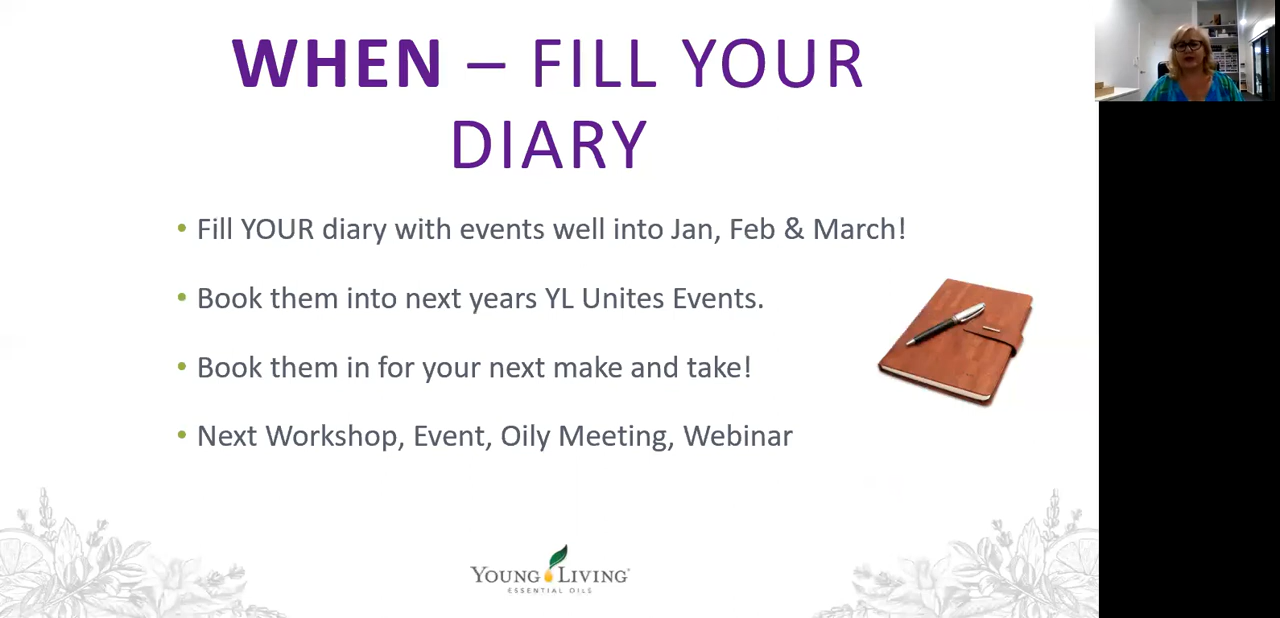 WHEN – FILL YOUR
DIARY
• Fill YOUR diary with events well into Jan, Feb & March!
• Book them into next years YL Unites Events.
• Book them in for your next make and take!
• Next Workshop, Event, Oily Meeting, Webinar
YOUNG LIVING
ESSENTIAL OILS